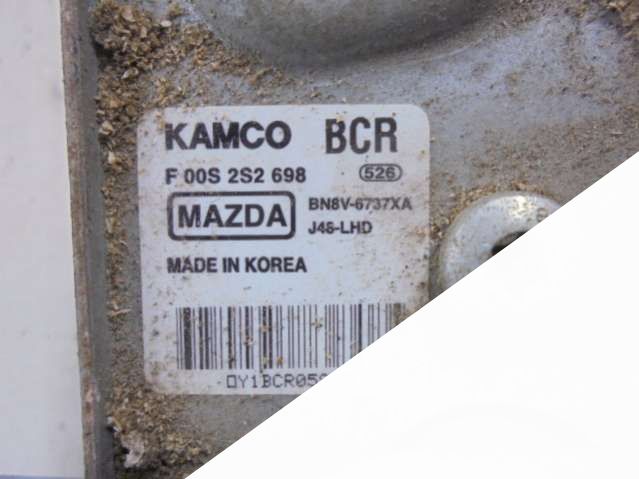 KAMCO BCR
F 00S 2S2 698 526
MAZDA BN8V-6737XA
J48-LHD
MADE IN KOREA